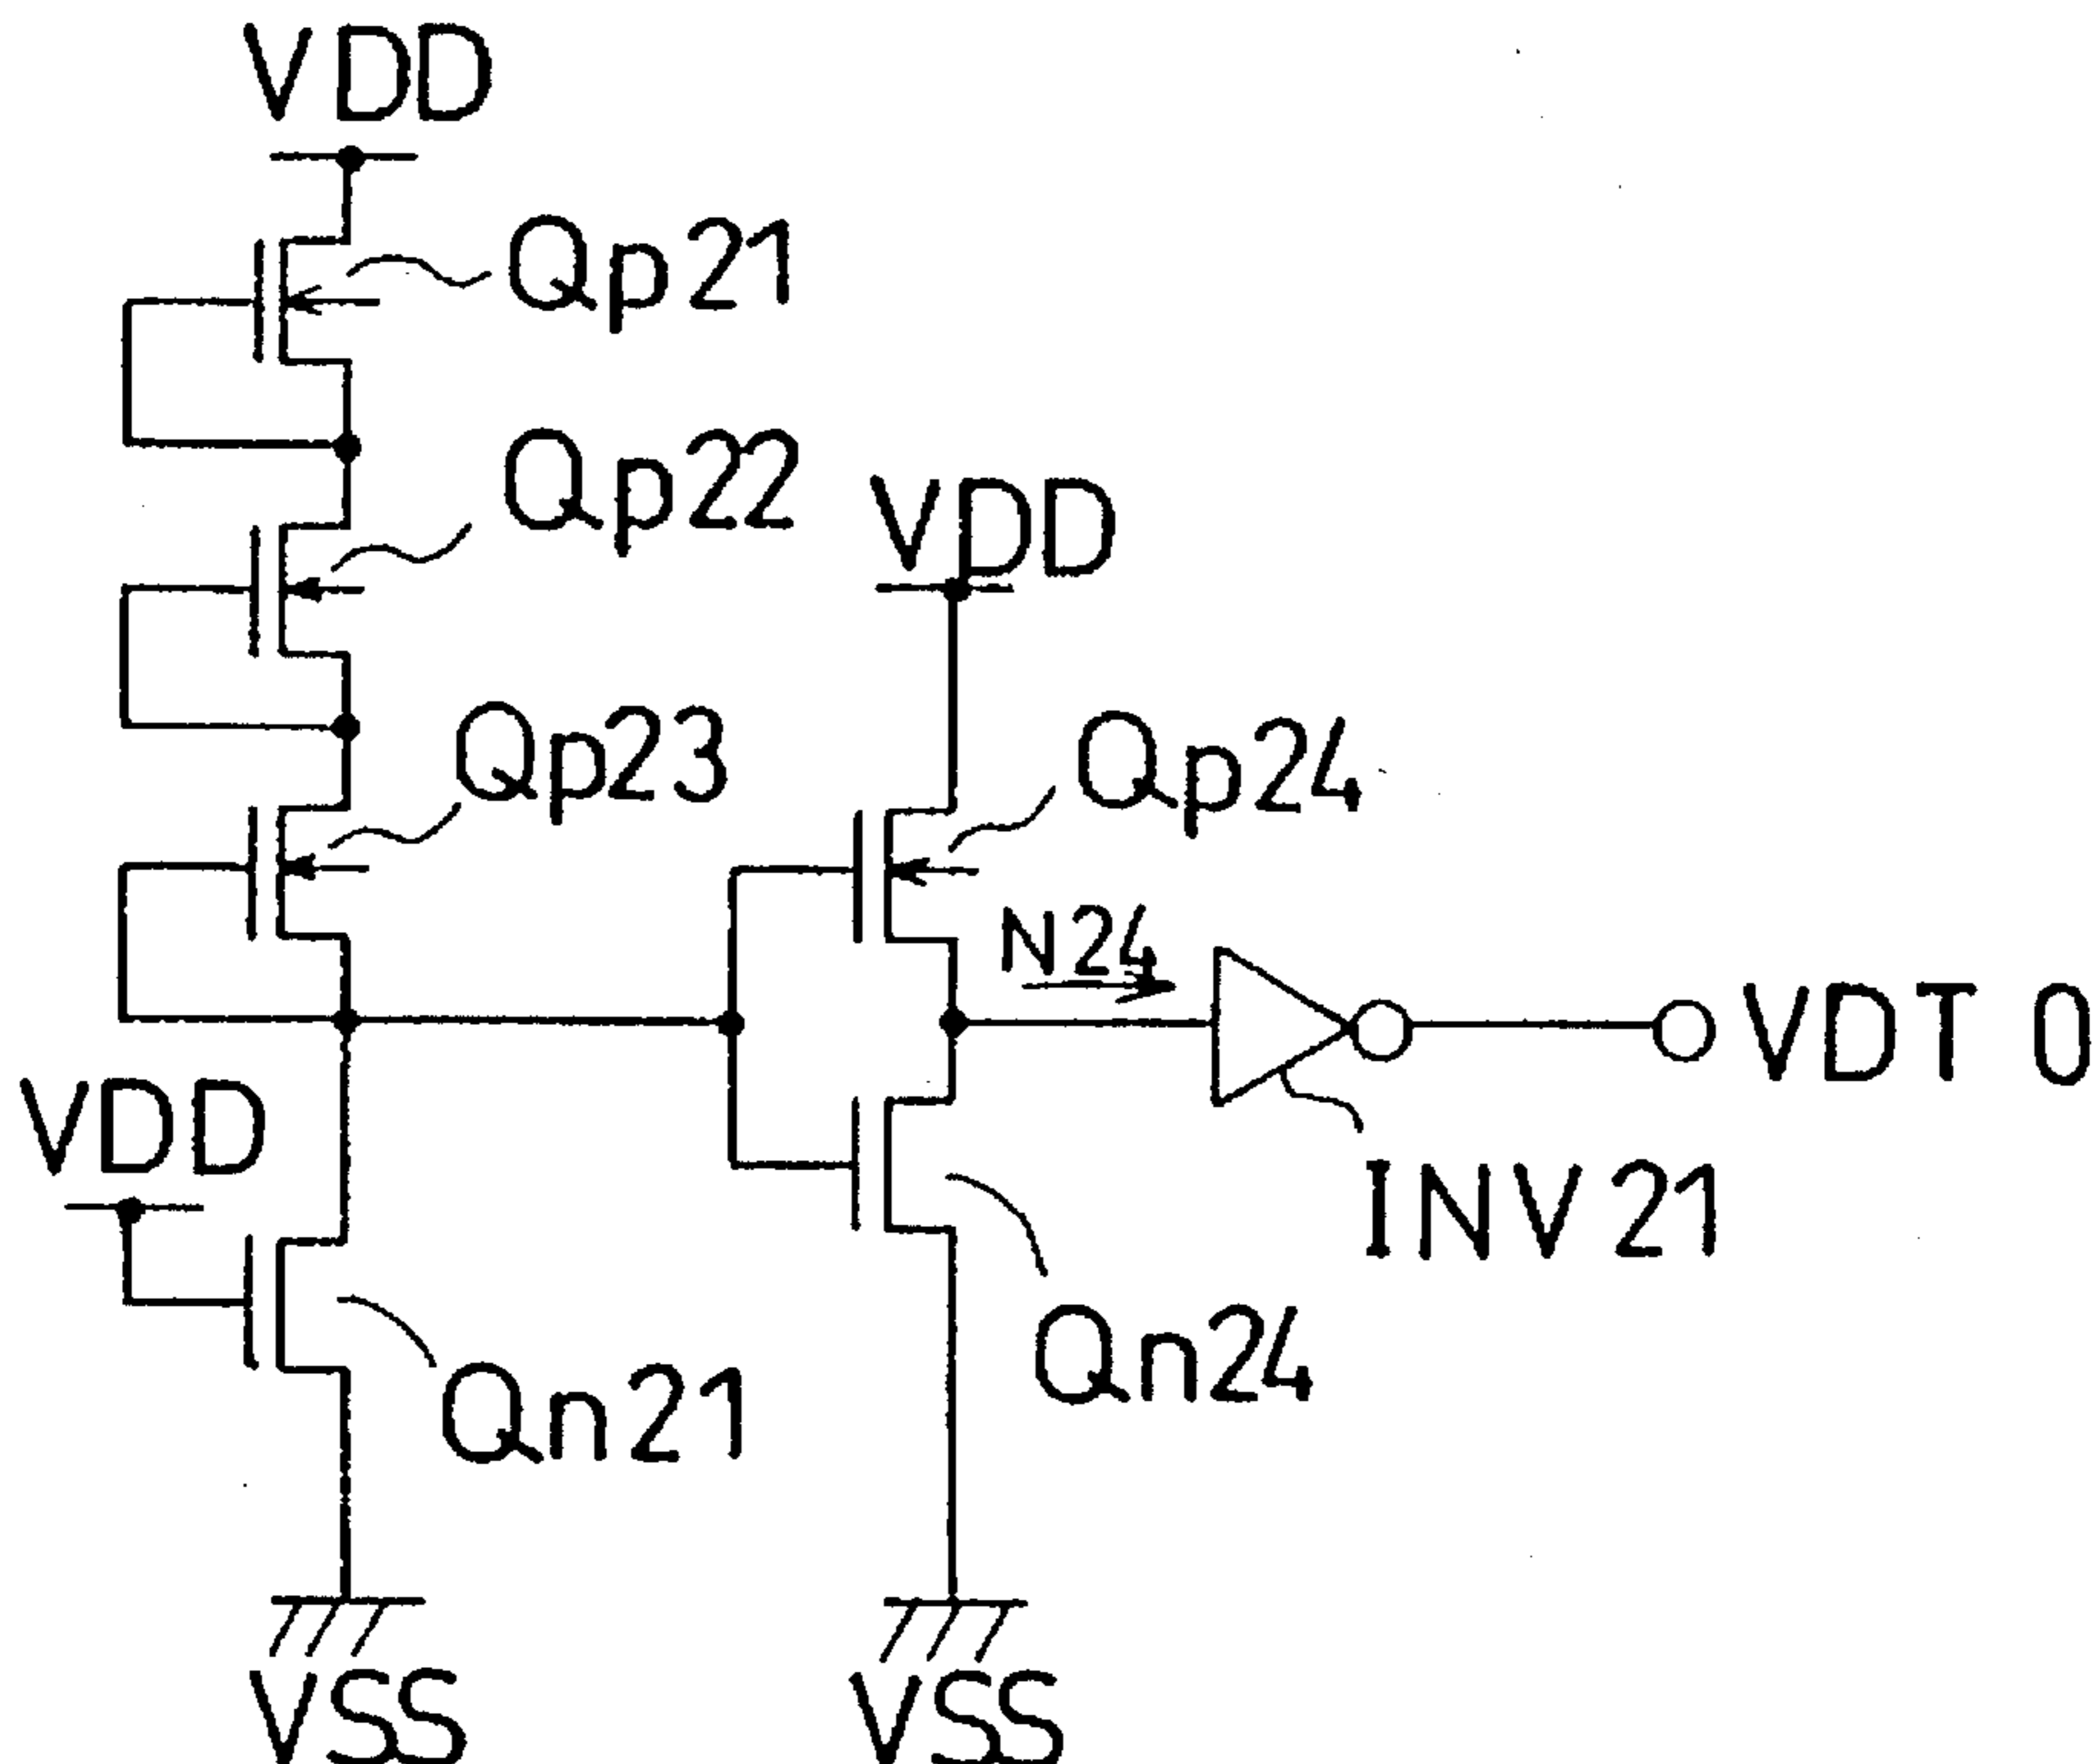 VDD
Qp21
Qp22
VDD
Qp23
Qp24
N24
VDT 0
VDD
INV21
Qn24
Qn21
VSS
VSS